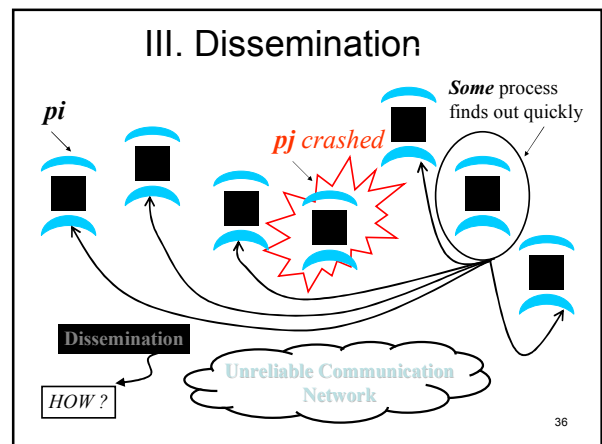 III. Dissemination
Some process
finds out quickly
pi
pj crashed
Dissemination
Unreliable Communication
Network
HOW ?
36